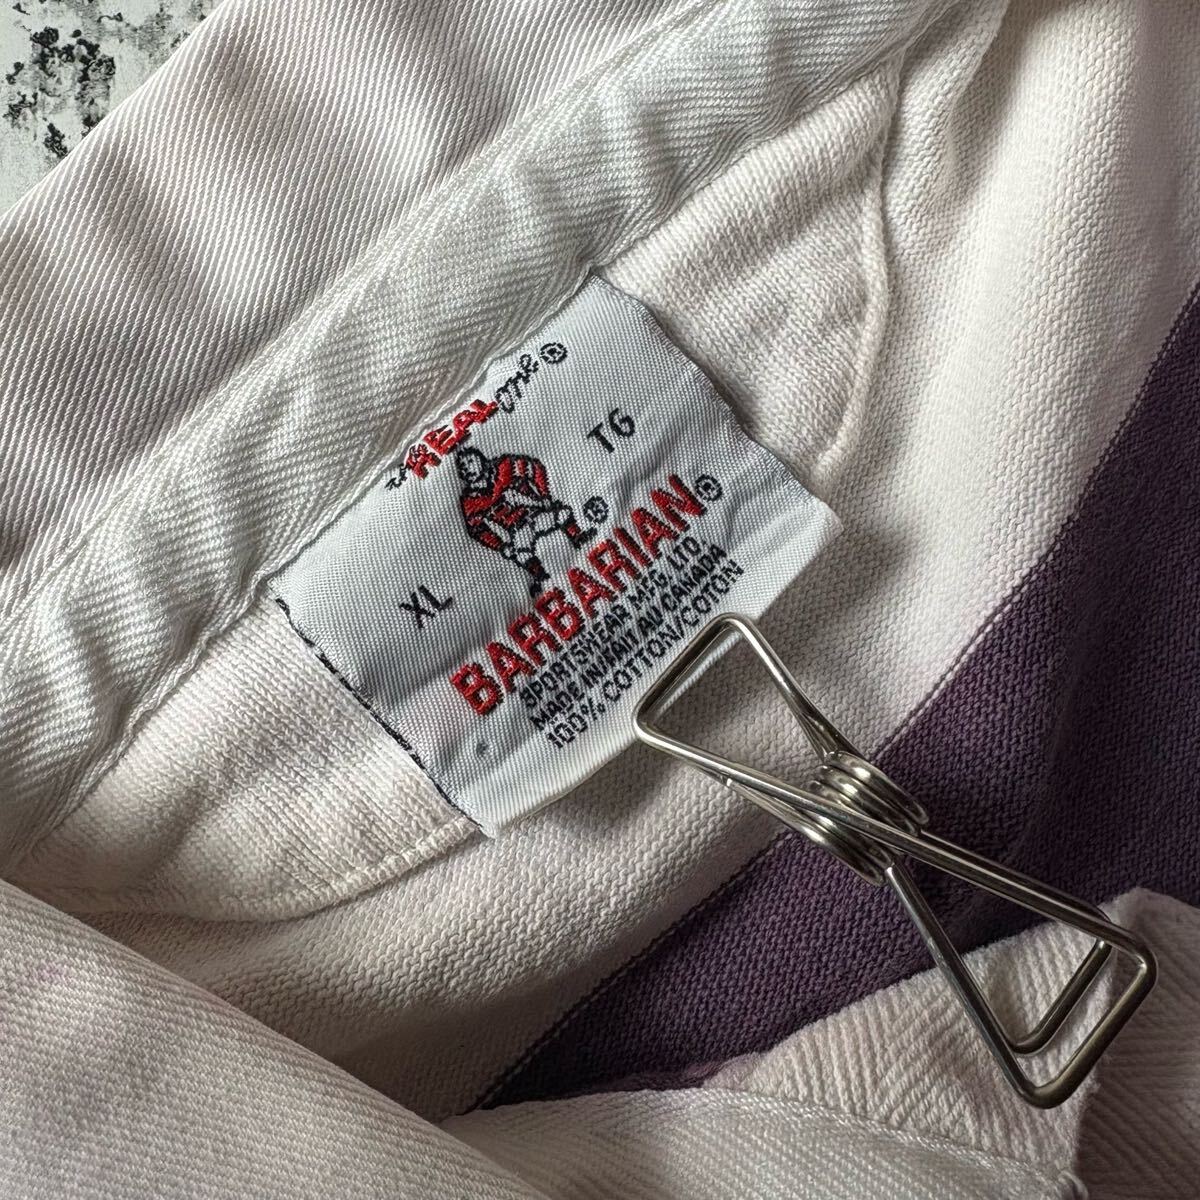 The REAL One®
XL TG
®
BARBARIAN®
SPORTSWEAR MFG. LTD.
MADE IN/FAIT AU CANADA
100% COTTON/COTON